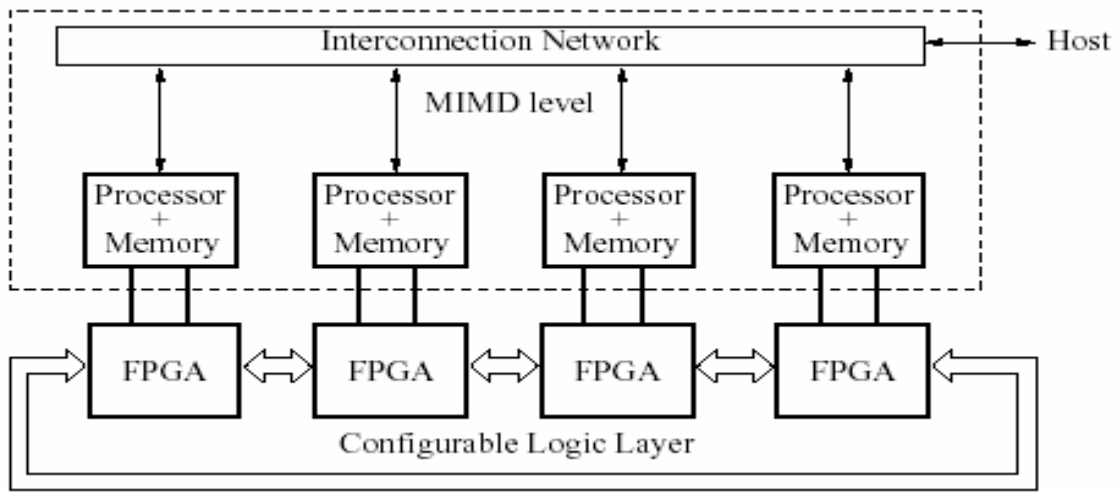 Interconnection Network
Host
MIMD level
Processor
+
Memory
Processor
+
Memory
Processor
+
Memory
Processor
+
Memory
FPGA
FPGA
FPGA
FPGA
Configurable Logic Layer